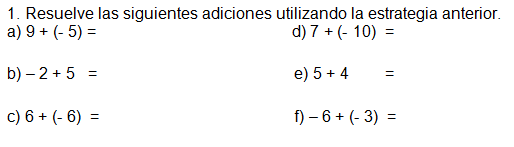 1. Resuelve las siguientes adiciones utilizando la estrategia anterior.
a) 9 + (- 5) = d) 7 + (- 10) =
b) – 2 + 5 = e) 5 + 4 =
c) 6 + (- 6) = f) – 6 + (- 3) =